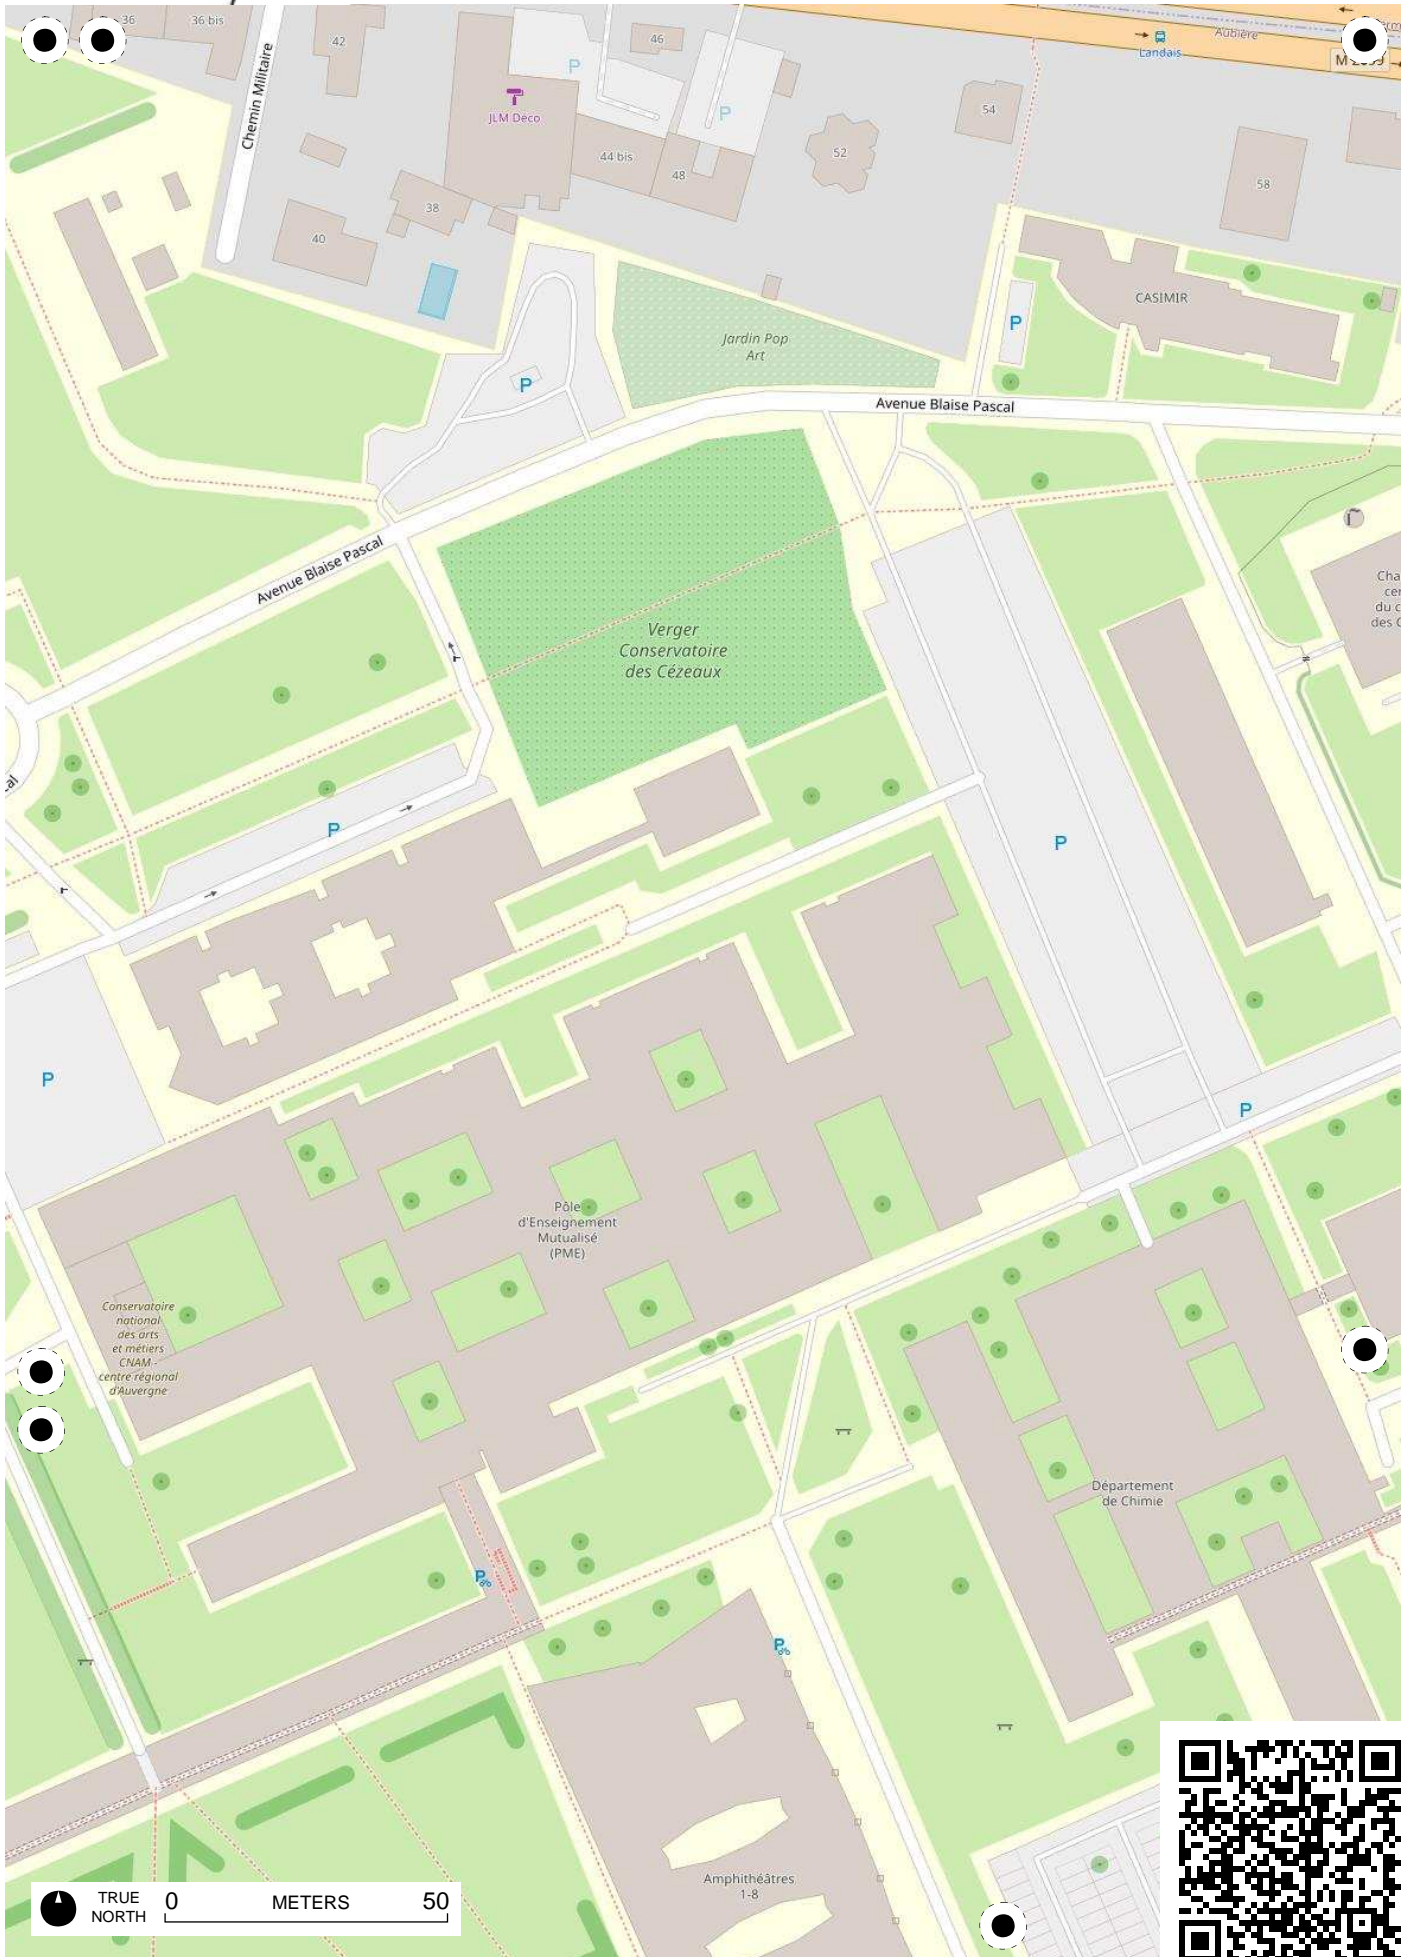 36
36 bis
42
46
Aubière
Landais
Chemin Militaire
P
JLM Deco
P
54
44 bis
52
48
58
38
40
CASIMIR
P
Jardin Pop
Art
P
Avenue Blaise Pascal
Avenue Blaise Pascal
Verger
Conservatoire
des Cézeaux
P
P
P
P
Pôle
d'Enseignement
Mutualisé
(PME)
Conservatoire
national
des arts
et métiers
CNAM -
centre régional
d'Auvergne
Département
de Chimie
P
P
Amphithéâtres
1-8
TRUE
NORTH
0 METERS 50